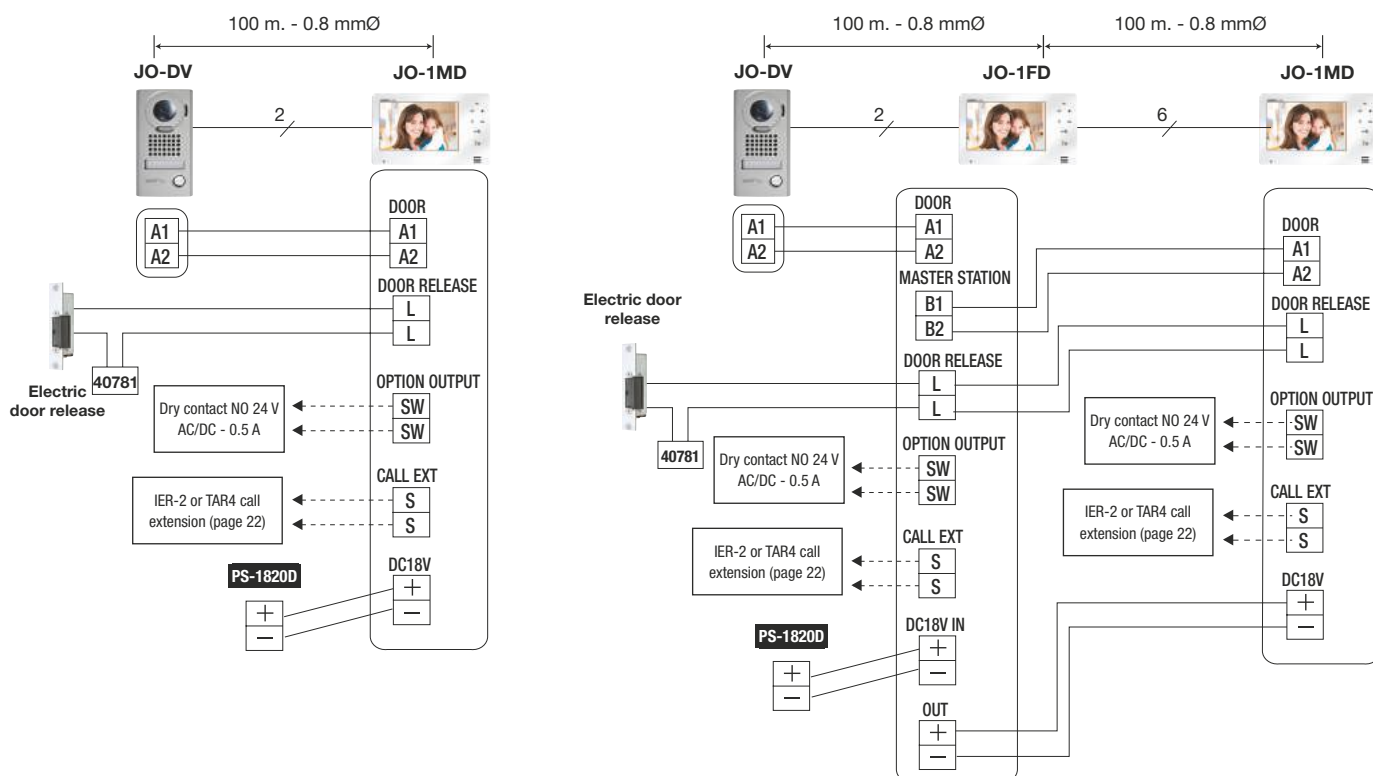 100 m. - 0.8 mmØ
JO-DV
JO-1MD
2
DOOR
A1
A2
A1
A2
DOOR RELEASE
L
L
40781
Electric
door release
OPTION OUTPUT
SW
SW
Dry contact NO 24 V
AC/DC - 0.5 A
CALL EXT
S
S
IER-2 or TAR4 call
extension (page 22)
PS-1820D
+
−
DC18V
+
−
100 m. - 0.8 mmØ
100 m. - 0.8 mmØ
JO-DV
JO-1FD
JO-1MD
2
6
A1
A2
DOOR
A1
A2
MASTER STATION
B1
B2
Electric door
release
40781
DOOR RELEASE
L
L
Dry contact NO 24 V
AC/DC - 0.5 A
OPTION OUTPUT
SW
SW
IER-2 or TAR4 call
extension (page 22)
CALL EXT
S
S
PS-1820D
+
−
DC18V IN
+
−
OUT
+
−
DOOR
A1
A2
DOOR RELEASE
L
L
Dry contact NO 24 V
AC/DC - 0.5 A
OPTION OUTPUT
SW
SW
IER-2 or TAR4 call
extension (page 22)
CALL EXT
S
S
DC18V
+
−